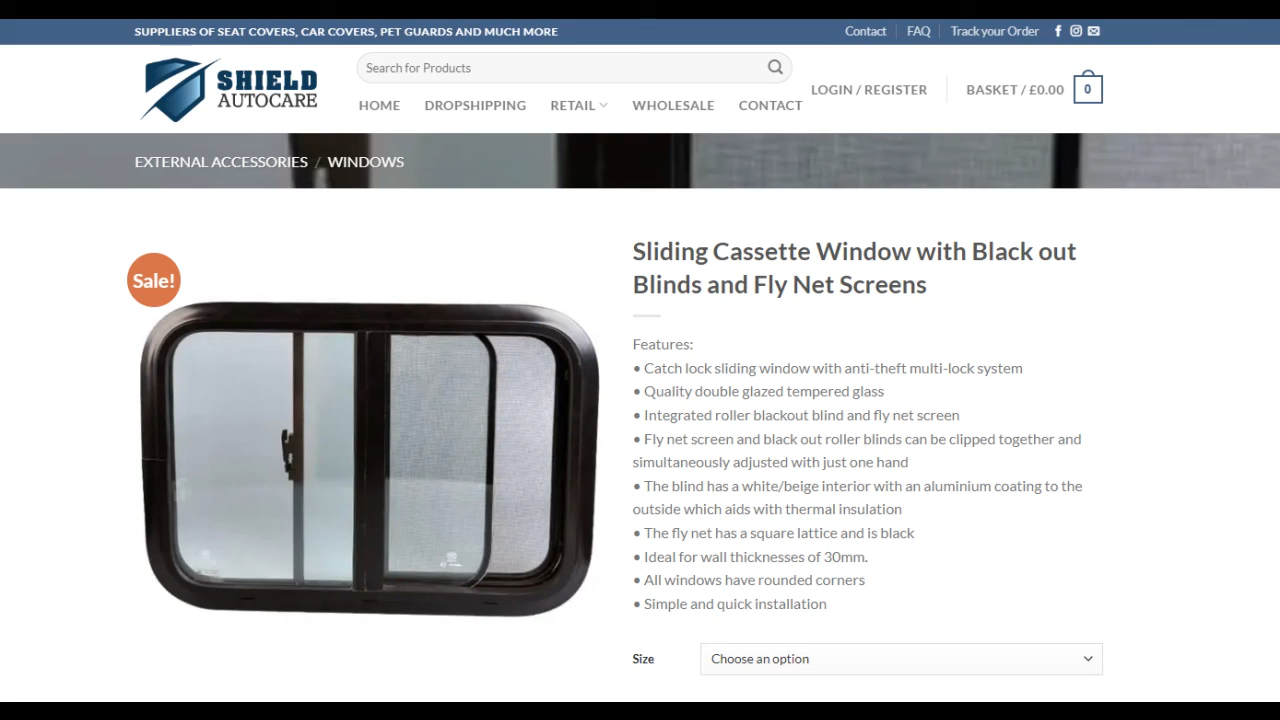 SUPPLIERS OF SEAT COVERS, CAR COVERS, PET GUARDS AND MUCH MORE
Contact
FAQ
Track your Order
SHIELD
AUTOCARE
Search for Products
HOME
DROPSHIPPING
RETAIL
WHOLESALE
CONTACT
LOGIN / REGISTER
BASKET / £0.00
0
EXTERNAL ACCESSORIES / WINDOWS
Sale!
Sliding Cassette Window with Black out
Blinds and Fly Net Screens
Features:
• Catch lock sliding window with anti-theft multi-lock system
• Quality double glazed tempered glass
• Integrated roller blackout blind and fly net screen
• Fly net screen and black out roller blinds can be clipped together and
simultaneously adjusted with just one hand
• The blind has a white/beige interior with an aluminium coating to the
outside which aids with thermal insulation
• The fly net has a square lattice and is black
• Ideal for wall thicknesses of 30mm.
• All windows have rounded corners
• Simple and quick installation
Size
Choose an option